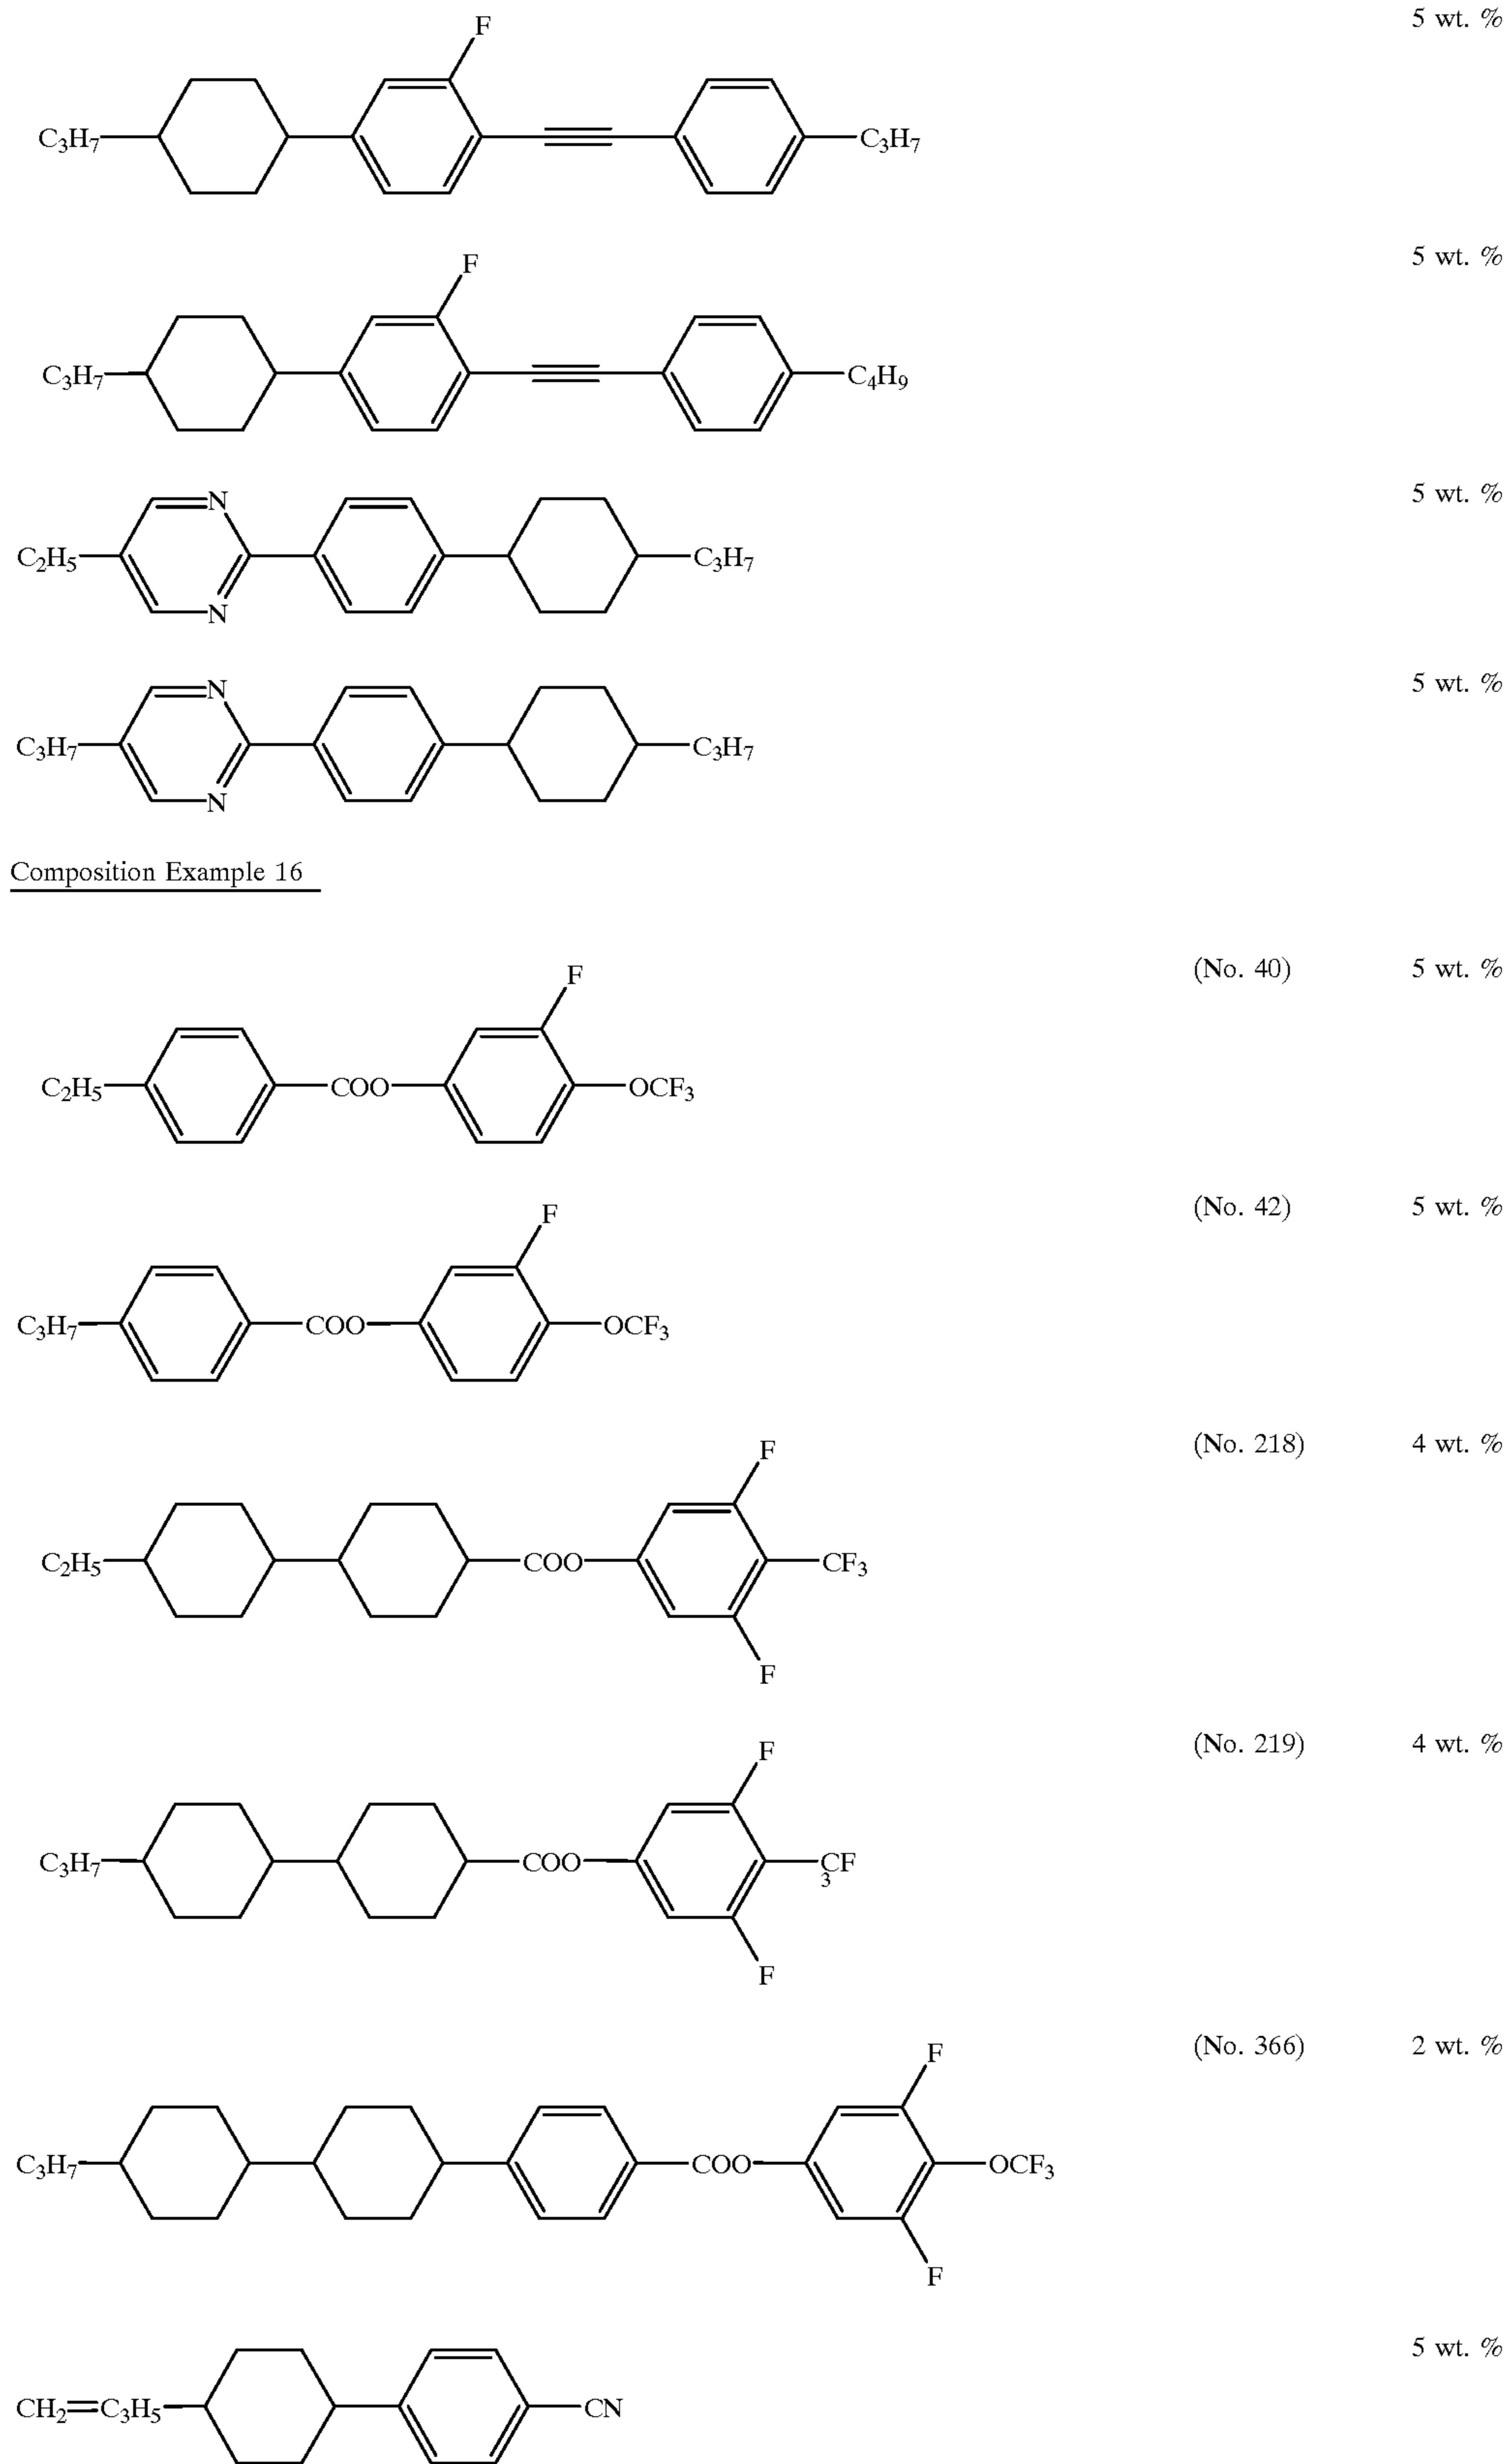 5 wt. %
F
C3H7 C3H7
5 wt. %
F
C3H7 C4H9
5 wt. %
N
C2H5 C3H7
N
5 wt. %
N
C3H7 C3H7
N
Composition Example 16
(No. 40) 5 wt. %
F
C2H5 COO OCF3
(No. 42) 5 wt. %
F
C3H7 COO OCF3
(No. 218) 4 wt. %
F
C2H5 COO CF3
F
(No. 219) 4 wt. %
F
C3H7 COO C3F
F
(No. 366) 2 wt. %
F
C3H7 COO OCF3
F
5 wt. %
CH2=C3H5 CN